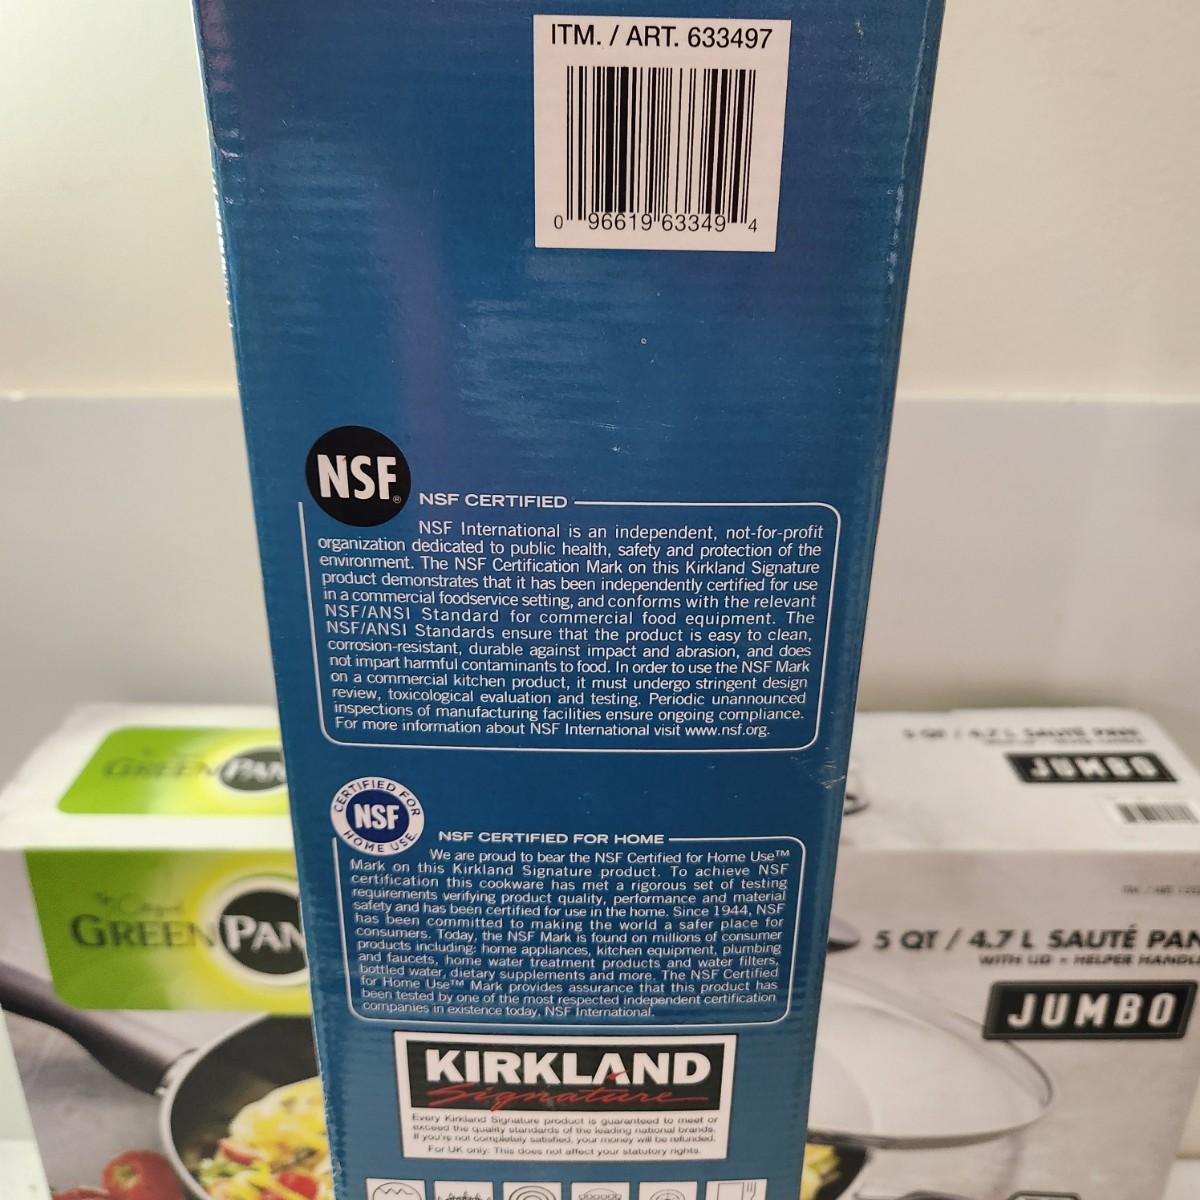 ITM. / ART. 633497
0 96619 63349 4
NSF®
NSF CERTIFIED
NSF International is an independent, not-for-profit
organization dedicated to public health, safety and protection of the
environment. The NSF Certification Mark on this Kirkland Signature
product demonstrates that it has been independently certified for use
in a commercial foodservice setting, and conforms with the relevant
NSF/ANSI Standard for commercial food equipment. The
NSF/ANSI Standards ensure that the product is easy to clean,
corrosion-resistant, durable against impact and abrasion, and does
not impart harmful contaminants to food. In order to use the NSF Mark
on a commercial kitchen product, it must undergo stringent design
review, toxicological evaluation and testing. Periodic unannounced
inspections of manufacturing facilities ensure ongoing compliance.
For more information about NSF International visit www.nsf.org.
CERTIFIED FOR
NSF
HOME USE
NSF CERTIFIED FOR HOME
We are proud to bear the NSF Certified for Home Use™
Mark on this Kirkland Signature product. To achieve NSF
certification this cookware has met a rigorous set of testing
requirements verifying product quality, performance and material
safety and has been certified for use in the home. Since 1944, NSF
has been committed to making the world a safer place for
consumers. Today, the NSF Mark is found on millions of consumer
products including: home appliances, kitchen equipment, plumbing
and faucets, home water treatment products and water filters,
bottled water, dietary supplements and more. The NSF Certified
for Home Use™ Mark provides assurance that this product has
been tested by one of the most respected independent certification
companies in existence today, NSF International.
KIRKLAND
Signature
Every Kirkland Signature product is guaranteed to meet or
exceed the quality standards of the leading national brands.
If you're not completely satisfied, your money will be refunded.
For UK only: This does not affect your statutory rights.
GREENPAN
The Original
GREENPAN
5 QT / 4.7 L SAUTÉ PAN
JUMBO
5 QT / 4.7 L SAUTÉ PAN
WITH LID + HELPER HANDLE
JUMBO